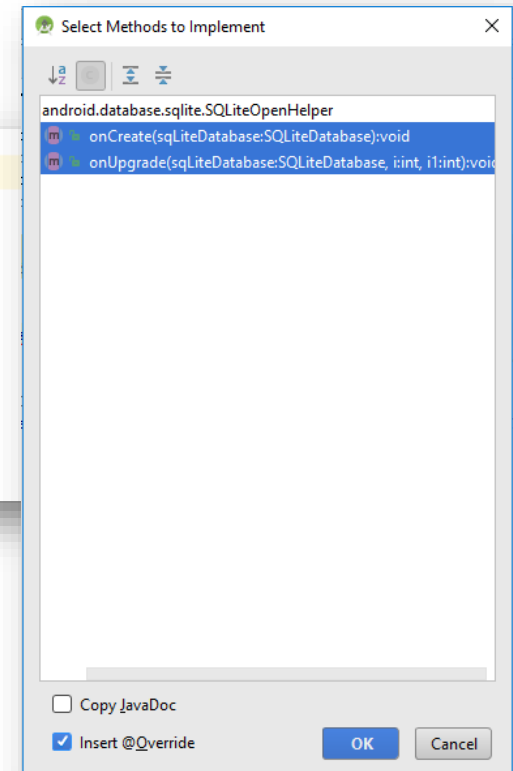 Select Methods to Implement
android.database.sqlite.SQLiteOpenHelper
m onCreate(sqLiteDatabase:SQLiteDatabase):void
m onUpgrade(sqLiteDatabase:SQLiteDatabase, i:int, i1:int):void
Copy JavaDoc
Insert @Override
OK Cancel